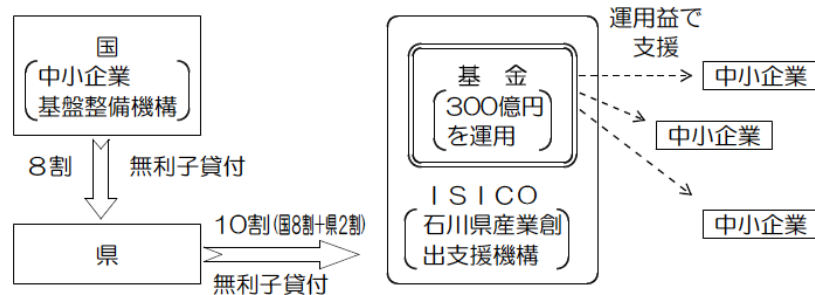 国
中小企業
基盤整備機構
8割
無利子貸付
県
10割(国8割+県2割)
無利子貸付
基 金
300億円
を運用
ISICO
石川県産業創
出支援機構
運用益で
支援
中小企業
中小企業
中小企業